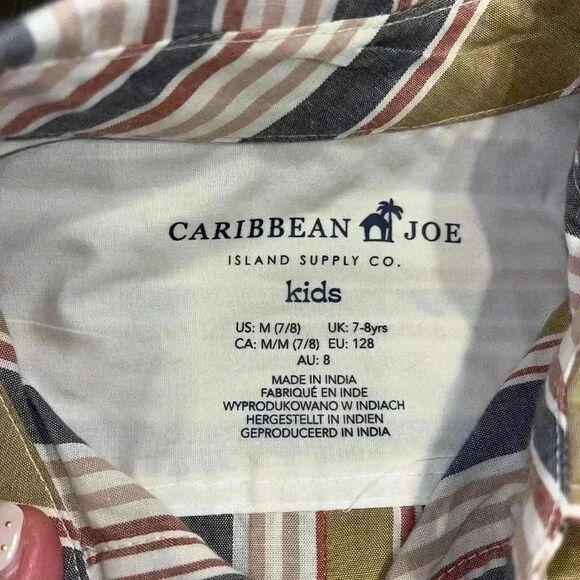 CARIBBEAN JOE
ISLAND SUPPLY CO.
kids
US: M (7/8) UK: 7-8yrs
CA: M/M (7/8) EU: 128
AU: 8
MADE IN INDIA
FABRIQUÉ EN INDE
WYPRODUKOWANO W INDIACH
HERGESTELLT IN INDIEN
GEPRODUCEERD IN INDIA